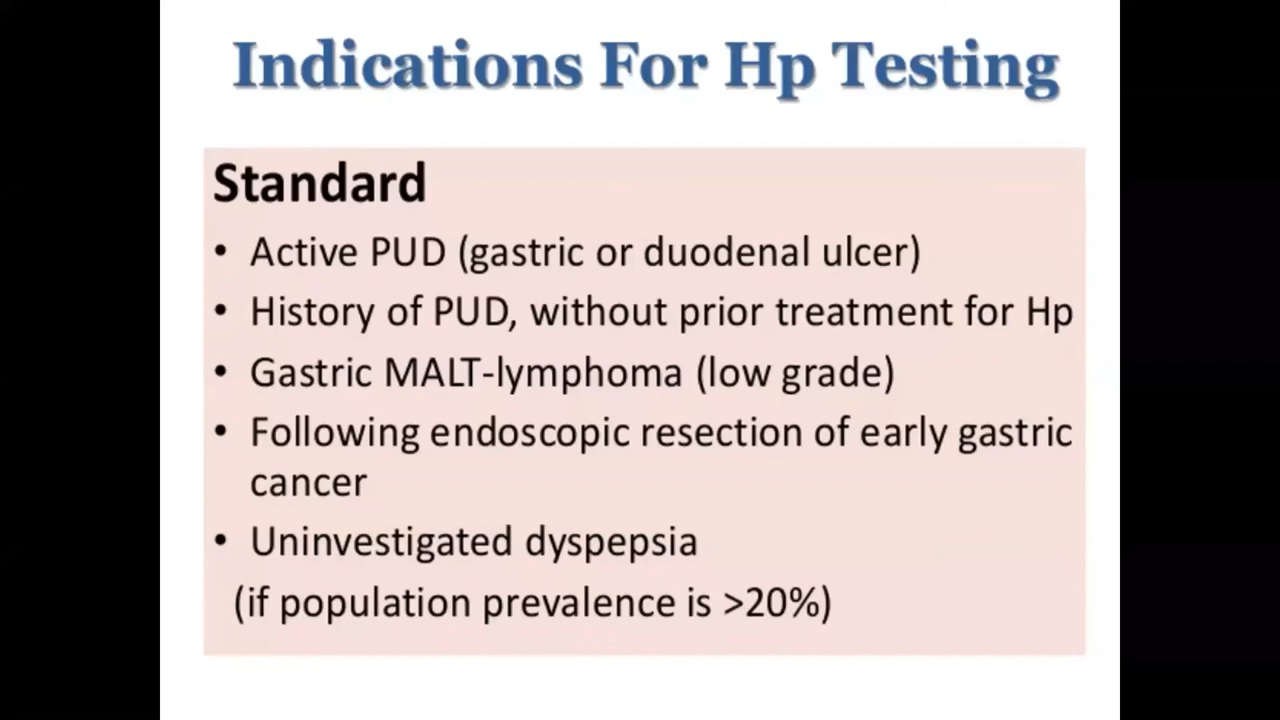 Indications For Hp Testing
Standard
• Active PUD (gastric or duodenal ulcer)
• History of PUD, without prior treatment for Hp
• Gastric MALT-lymphoma (low grade)
• Following endoscopic resection of early gastric
cancer
• Uninvestigated dyspepsia
(if population prevalence is >20%)